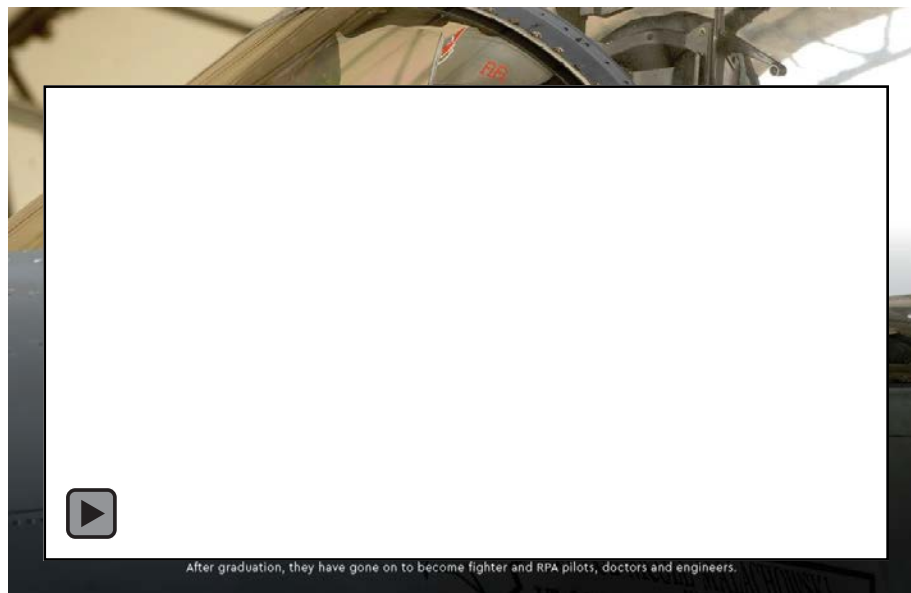 After graduation, they have gone on to become fighter and RPA pilots, doctors and engineers.